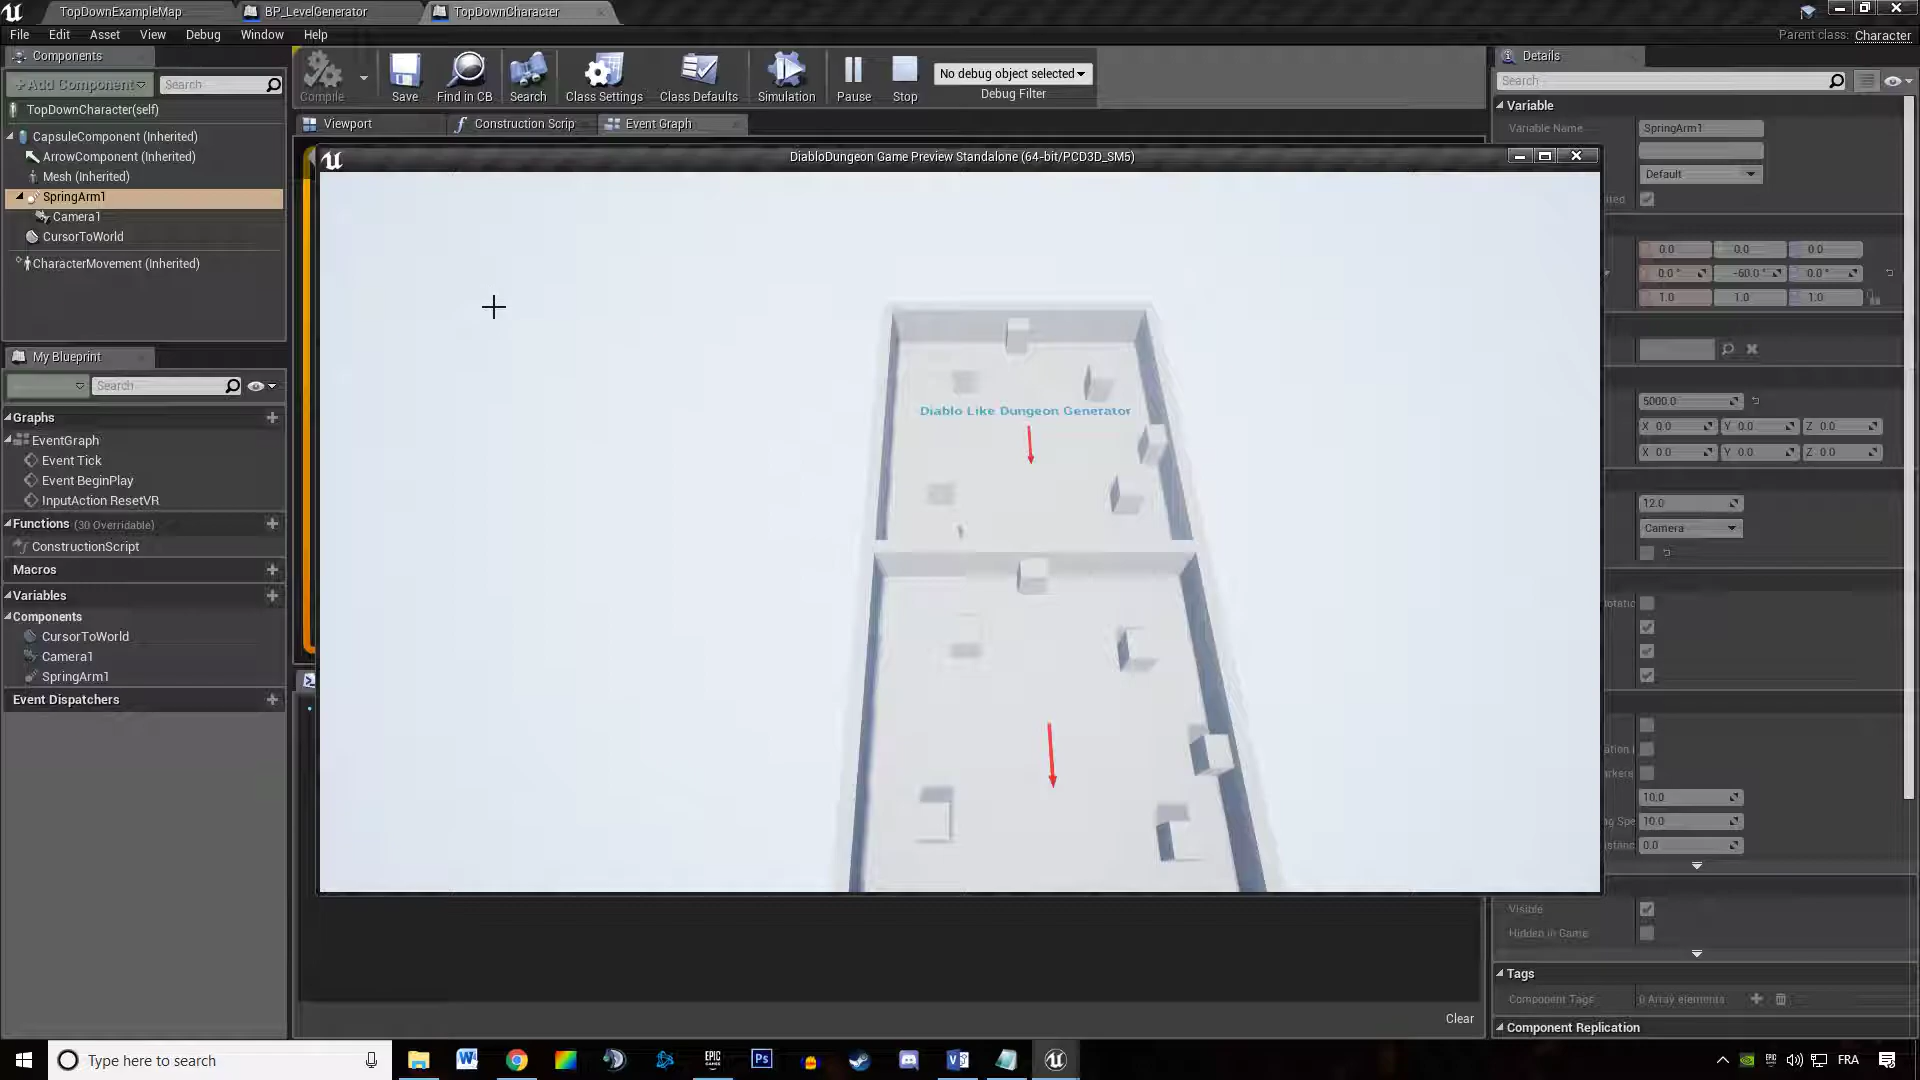 TopDownExampleMap
BP_LevelGenerator
TopDownCharacter
File Edit Asset View Debug Window Help
Parent class: Character
Components
+Add Component
Search
TopDownCharacter(self)
CapsuleComponent (Inherited)
ArrowComponent (Inherited)
Mesh (Inherited)
SpringArm1
Camera1
CursorToWorld
CharacterMovement (Inherited)
My Blueprint
Search
Graphs
EventGraph
Event Tick
Event BeginPlay
InputAction ResetVR
Functions (30 Overridable)
ConstructionScript
Macros
Variables
Components
CursorToWorld
Camera1
SpringArm1
Event Dispatchers
Compile
Save
Find in CB
Search
Class Settings
Class Defaults
Simulation
Pause
Stop
No debug object selected
Debug Filter
Viewport
Construction Scrip
Event Graph
DiabloDungeon Game Preview Standalone (64-bit/PCD3D_SM5)
Diablo Like Dungeon Generator
Clear
Details
Search
Variable
Variable Name
SpringArm1
Default
0.0 0.0 0.0
0.0 ° -60.0 ° 0.0 °
1.0 1.0 1.0
5000.0
X 0.0 Y 0.0 Z 0.0
X 0.0 Y 0.0 Z 0.0
12.0
Camera
10.0
10.0
0.0
Visible
Hidden in Game
Tags
Component Tags
0 Array elements
Component Replication
Type here to search
FRA